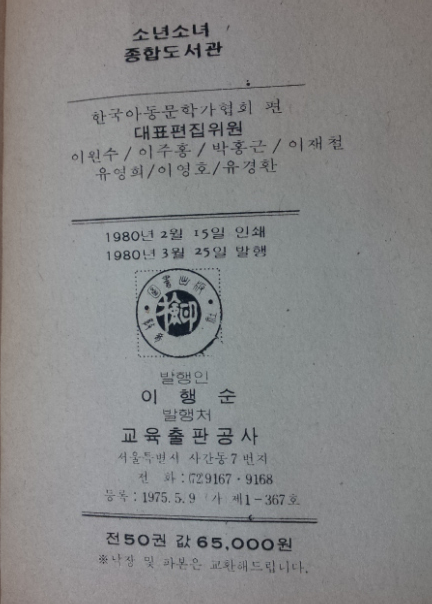 소년소녀
종합도서관
한국아동문학가협회 편
대표편집위원
이원수/이주홍/박홍근/이재철
유영희/이영호/유경환
1980년 2월 15일 인쇄
1980년 3월 25일 발행
檢印
발행인
이 행 순
발행처
교육출판공사
서울특별시 사간동 7 번지
전 화 : 729167·9168
등록 : 1975.5.9 가 제1-367호
전50권 값 65,000원
※낙장 및 파본은 교환해드립니다.